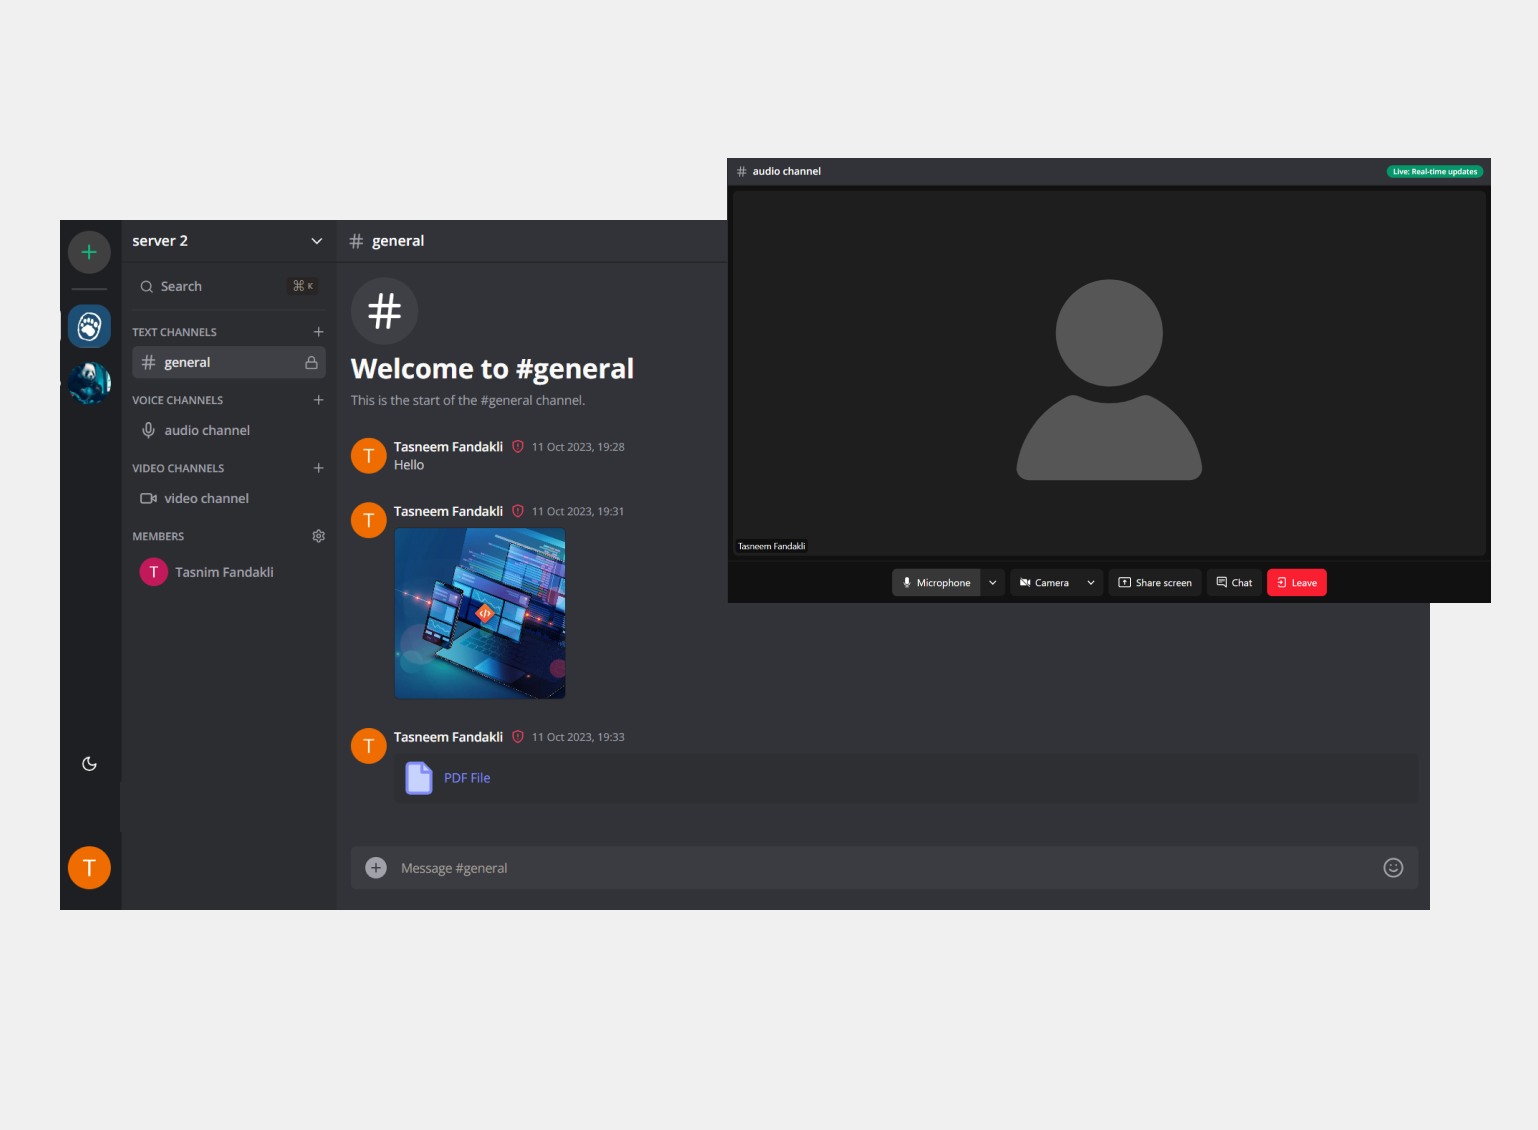 server 2
Search
⌘ K
TEXT CHANNELS
general
VOICE CHANNELS
audio channel
VIDEO CHANNELS
video channel
MEMBERS
T Tasnim Fandakli
T
# general
#
Welcome to #general
This is the start of the #general channel.
T Tasneem Fandakli 11 Oct 2023, 19:28
Hello
T Tasneem Fandakli 11 Oct 2023, 19:31
T Tasneem Fandakli 11 Oct 2023, 19:33
PDF File
Message #general
# audio channel
Live: Real-time updates
Tasneem Fandakli
Microphone
Camera
Share screen
Chat
Leave